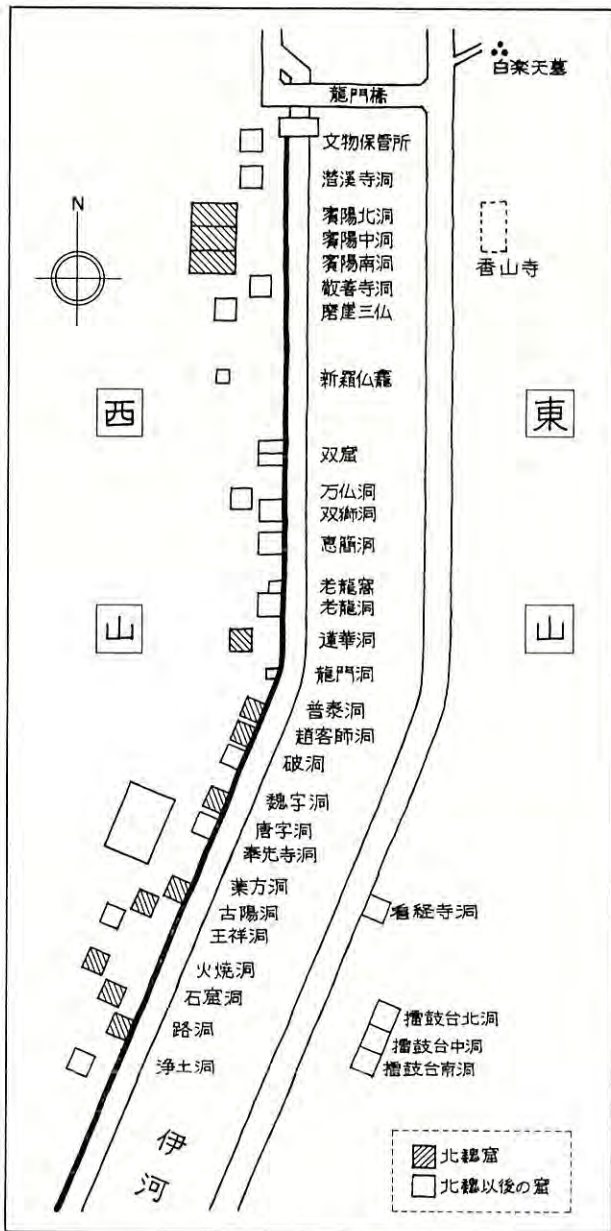 白楽天墓
龍門橋
文物保管所
潜溪寺洞
N
賓陽北洞
賓陽中洞
賓陽南洞
香山寺
敬善寺洞
磨崖三仏
新羅仏龕
西
東
双窟
万仏洞
双獅洞
恵簡洞
老龍窩
老龍洞
山
山
蓮華洞
龍門洞
普泰洞
趙客師洞
破洞
魏字洞
唐字洞
奉先寺洞
薬方洞
古陽洞
看経寺洞
王祥洞
火焼洞
石窟洞
擂鼓台北洞
路洞
擂鼓台中洞
浄土洞
擂鼓台南洞
伊河
北魏窟
北魏以後の窟